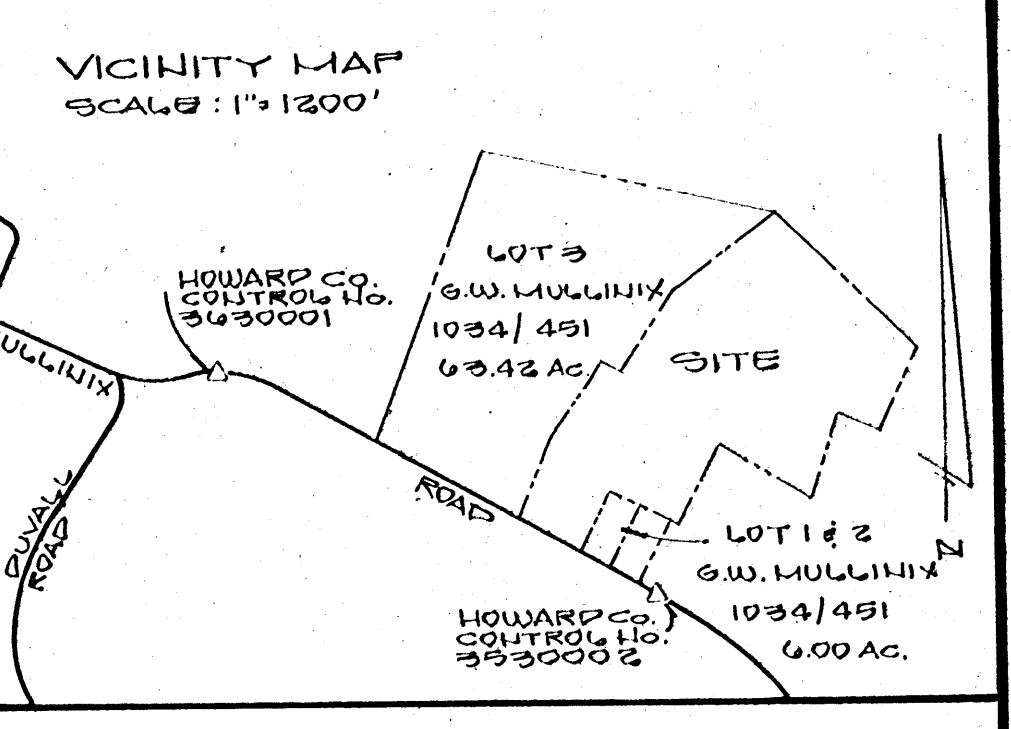 VICINITY MAP
SCALE : 1" = 1200'
LOT 3
G.W. MULLINIX
1034/ 451
63.42 AC.
HOWARD CO.
CONTROL NO.
3630001
SITE
MULLINIX
ROAD
DUVALL
ROAD
LOT 1 & 2
G.W. MULLINIX
1034/451
6.00 AC.
HOWARD CO.
CONTROL NO.
3530002
N